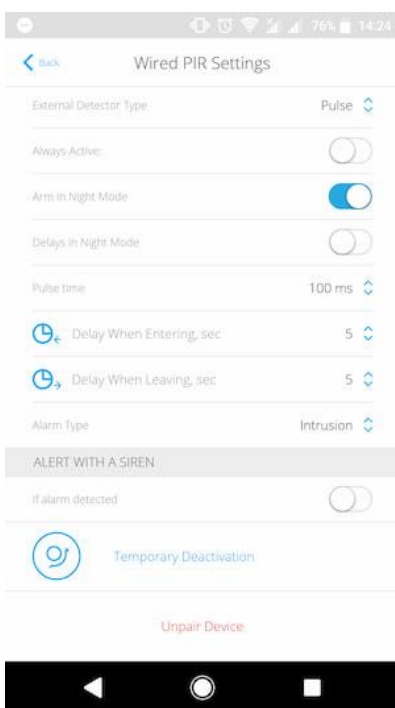 76% 14:24
Back Wired PIR Settings
External Detector Type Pulse
Always Active:
Arm in Night Mode
Delays in Night Mode
Pulse time 100 ms
Delay When Entering, sec 5
Delay When Leaving, sec 5
Alarm Type Intrusion
ALERT WITH A SIREN
If alarm detected
Temporary Deactivation
Unpair Device